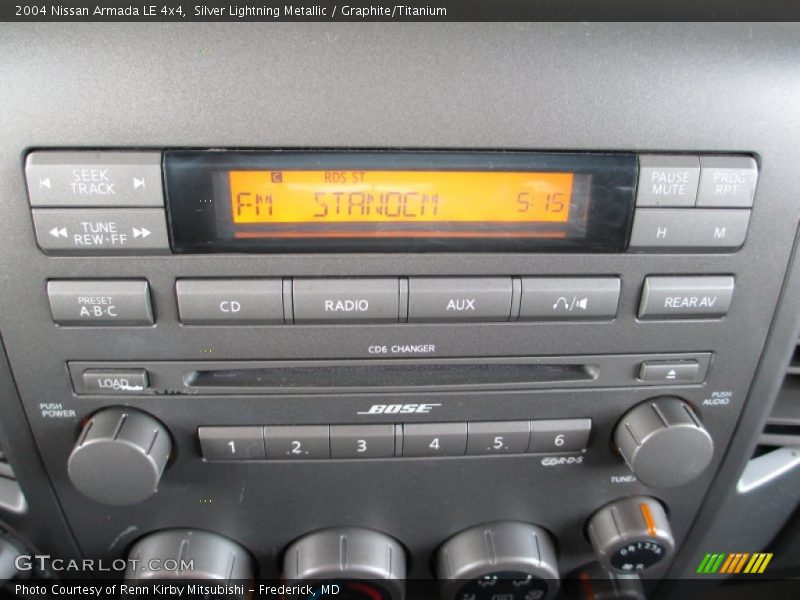 2004 Nissan Armada LE 4x4,  Silver Lightning Metallic / Graphite/Titanium
SEEK
TRACK
C RDS ST
FM STANDCM 5:15
PAUSE
MUTE
PROG
RPT
TUNE
REW·FF
H
M
PRESET
A·B·C
CD
RADIO
AUX
REAR AV
CD6 CHANGER
LOAD
PUSH
POWER
BOSE
PUSH
AUDIO
1
2
3
4
5
6
R·D·S
TUNE
GTCARLOT.COM
Photo Courtesy of Renn Kirby Mitsubishi – Frederick, MD